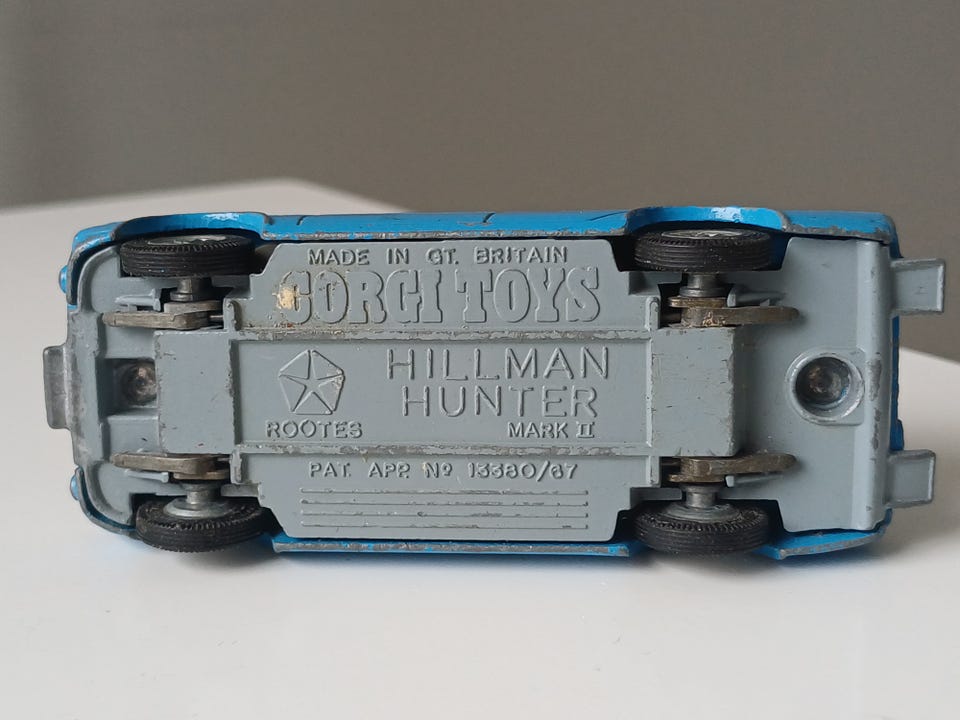 MADE IN GT. BRITAIN
CORGI TOYS
HILLMAN
HUNTER
ROOTES MARK II
PAT. APP. Nº 13380/67